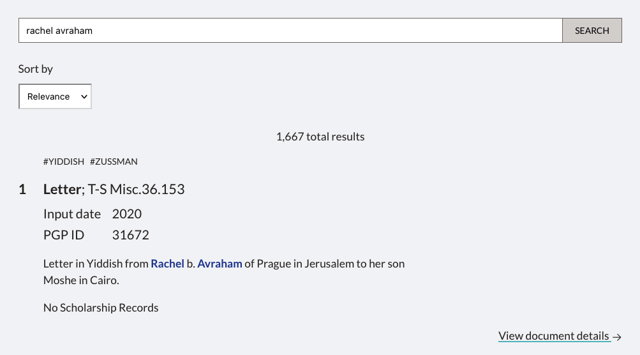 rachel avraham
SEARCH
Sort by
Relevance
1,667 total results
#YIDDISH #ZUSSMAN
1 Letter; T-S Misc.36.153
Input date 2020
PGP ID 31672
Letter in Yiddish from Rachel b. Avraham of Prague in Jerusalem to her son
Moshe in Cairo.
No Scholarship Records
View document details →